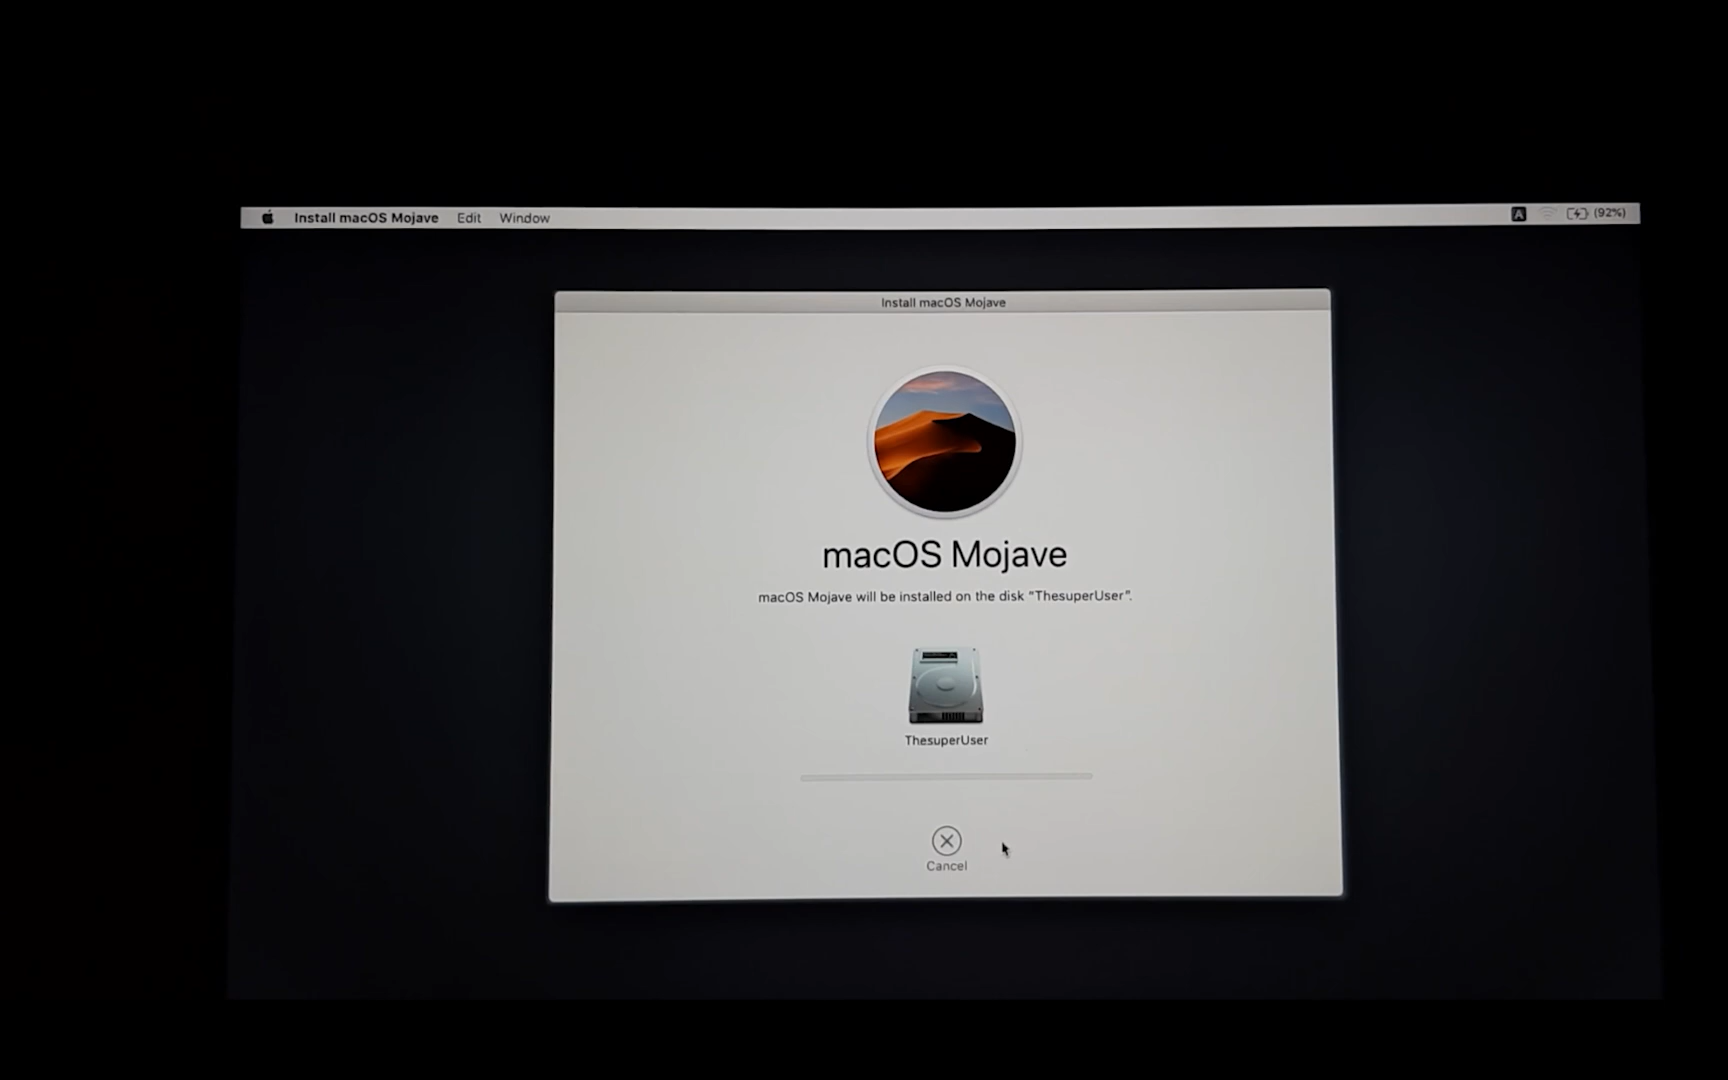 Install macOS Mojave Edit Window A (92%)
Install macOS Mojave
macOS Mojave
macOS Mojave will be installed on the disk “ThesuperUser”.
ThesuperUser
Cancel